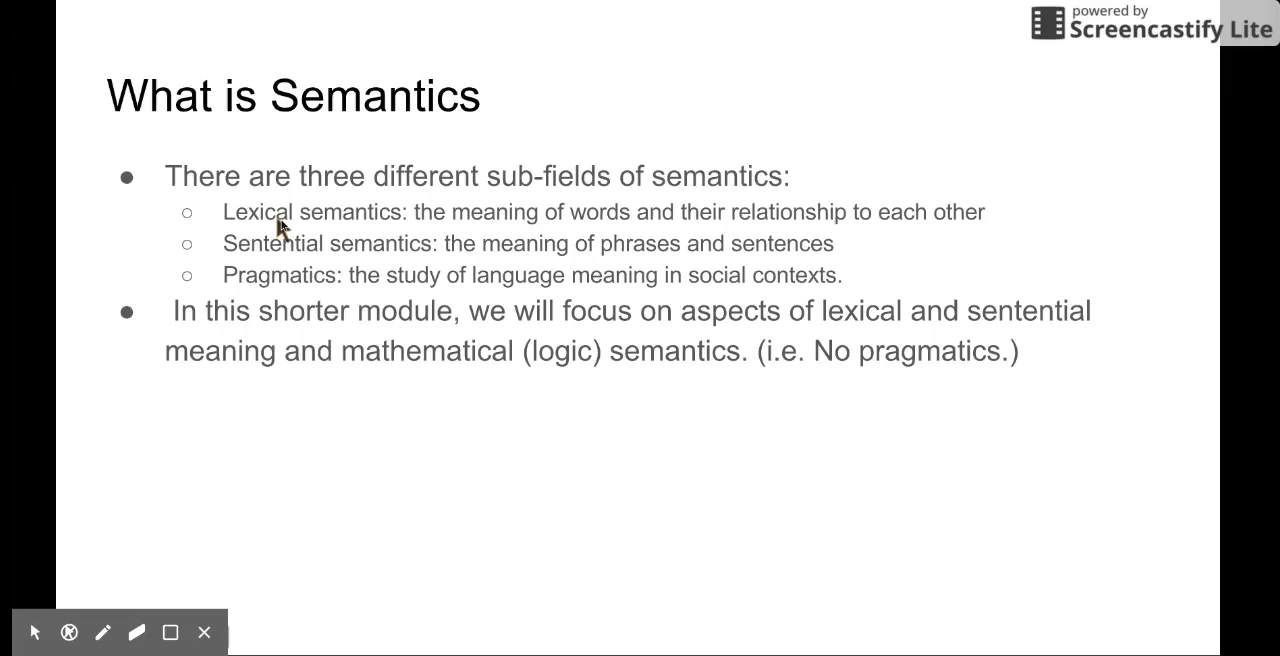 powered by
Screencastify Lite
What is Semantics
● There are three different sub-fields of semantics:
○ Lexical semantics: the meaning of words and their relationship to each other
○ Sentential semantics: the meaning of phrases and sentences
○ Pragmatics: the study of language meaning in social contexts.
● In this shorter module, we will focus on aspects of lexical and sentential
meaning and mathematical (logic) semantics. (i.e. No pragmatics.)